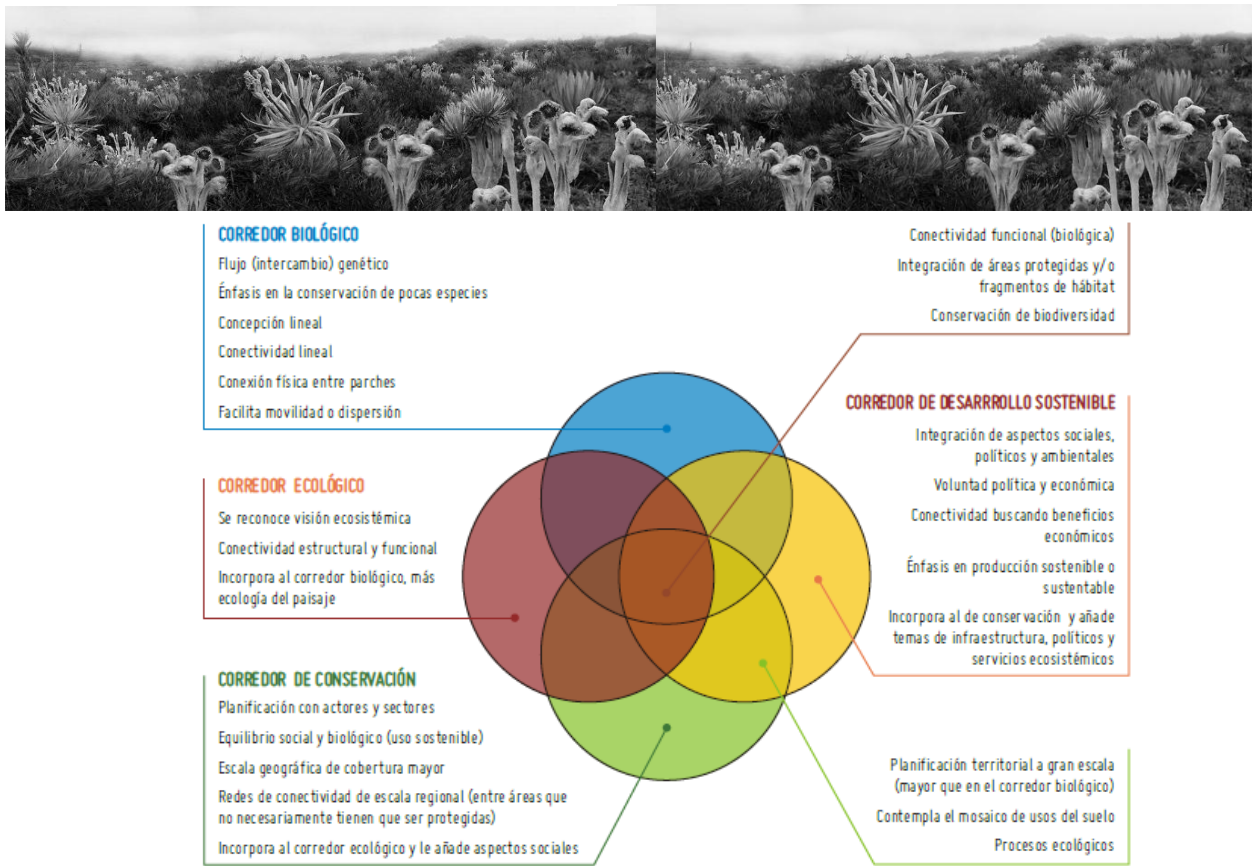 CORREDOR BIOLÓGICO
Flujo (intercambio) genético
Énfasis en la conservación de pocas especies
Concepción lineal
Conectividad lineal
Conexión física entre parches
Facilita movilidad o dispersión
Conectividad funcional (biológica)
Integración de áreas protegidas y/o
fragmentos de hábitat
Conservación de biodiversidad
CORREDOR ECOLÓGICO
Se reconoce visión ecosistémica
Conectividad estructural y funcional
Incorpora al corredor biológico, más
ecología del paisaje
CORREDOR DE DESARRROLLO SOSTENIBLE
Integración de aspectos sociales,
políticos y ambientales
Voluntad política y económica
Conectividad buscando beneficios
económicos
Énfasis en producción sostenible o
sustentable
Incorpora al de conservación y añade
temas de infraestructura, políticos y
servicios ecosistémicos
CORREDOR DE CONSERVACIÓN
Planificación con actores y sectores
Equilibrio social y biológico (uso sostenible)
Escala geográfica de cobertura mayor
Redes de conectividad de escala regional (entre áreas que
no necesariamente tienen que ser protegidas)
Incorpora al corredor ecológico y le añade aspectos sociales
Planificación territorial a gran escala
(mayor que en el corredor biológico)
Contempla el mosaico de usos del suelo
Procesos ecológicos